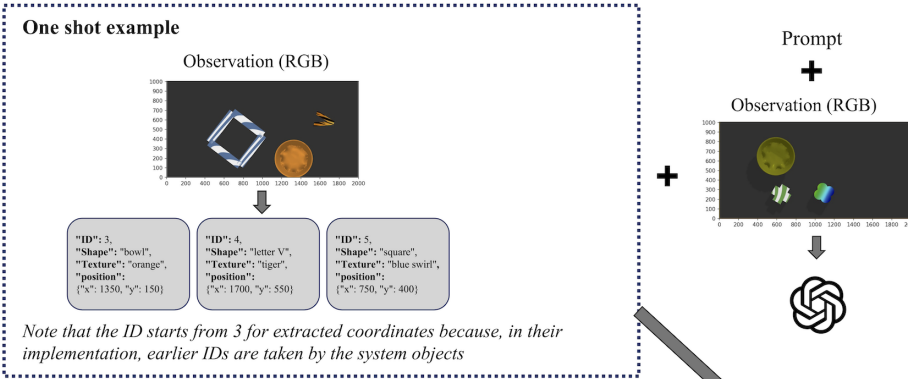 One shot example
Observation (RGB)
1000
900
800
700
600
500
400
300
200
100
0
0 200 400 600 800 1000 1200 1400 1600 1800 2000
"ID": 3,
"Shape": "bowl",
"Texture": "orange",
"position":
{"x": 1350, "y": 150}
"ID": 4,
"Shape": "letter V",
"Texture": "tiger",
"position":
{"x": 1700, "y": 550}
"ID": 5,
"Shape": "square",
"Texture": "blue swirl",
"position":
{"x": 750, "y": 400}
Note that the ID starts from 3 for extracted coordinates because, in their
implementation, earlier IDs are taken by the system objects
+
Prompt
+
Observation (RGB)
1000
900
800
700
600
500
400
300
200
100
0
0 200 400 600 800 1000 1200 1400 1600 1800